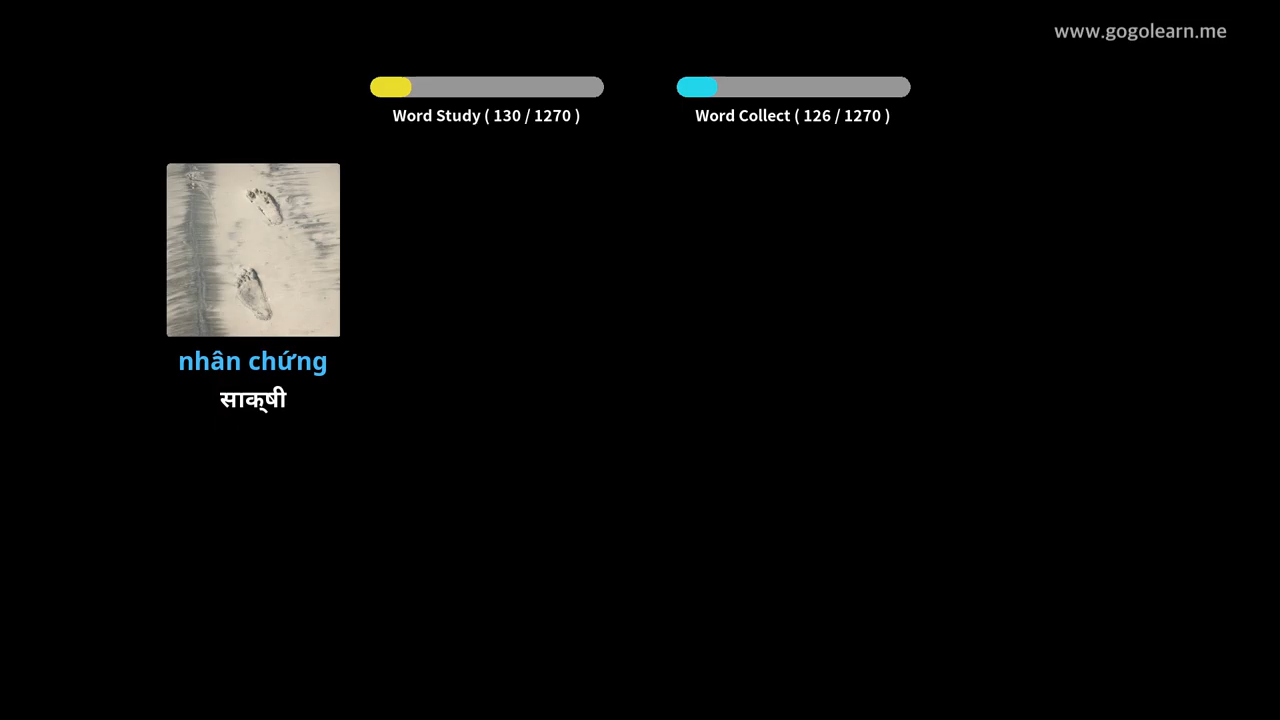 www.gogolearn.me
Word Study ( 130 / 1270 )
Word Collect ( 126 / 1270 )
nhân chứng
साक्षी